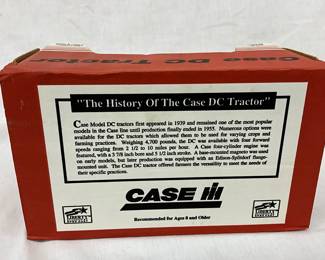 Case DC Tractor
Case DC Tractor
"The History Of The Case DC Tractor"
Case Model DC tractors first appeared in 1939 and remained one of the most popular
models in the Case line until production finally ended in 1955. Numerous options were
available for the DC tractors which allowed them to be used for varying crops and
farming practices. Weighing 4,700 pounds, the DC was available with four forward
speeds ranging from 2 1/2 to 10 miles per hour. A Case four-cylinder engine was
featured, with a 3 7/8 inch bore and 5 1/2 inch stroke. A base-mounted magneto was used
on early models, but later production was equipped with an Edison-Splitdorf flange-
mounted unit. The Case DC tractor offered farmers the versatility to meet the needs of
their specific practices.
CASE IH
Recommended for Ages 8 and Older
LIBERTY
LIBERTY